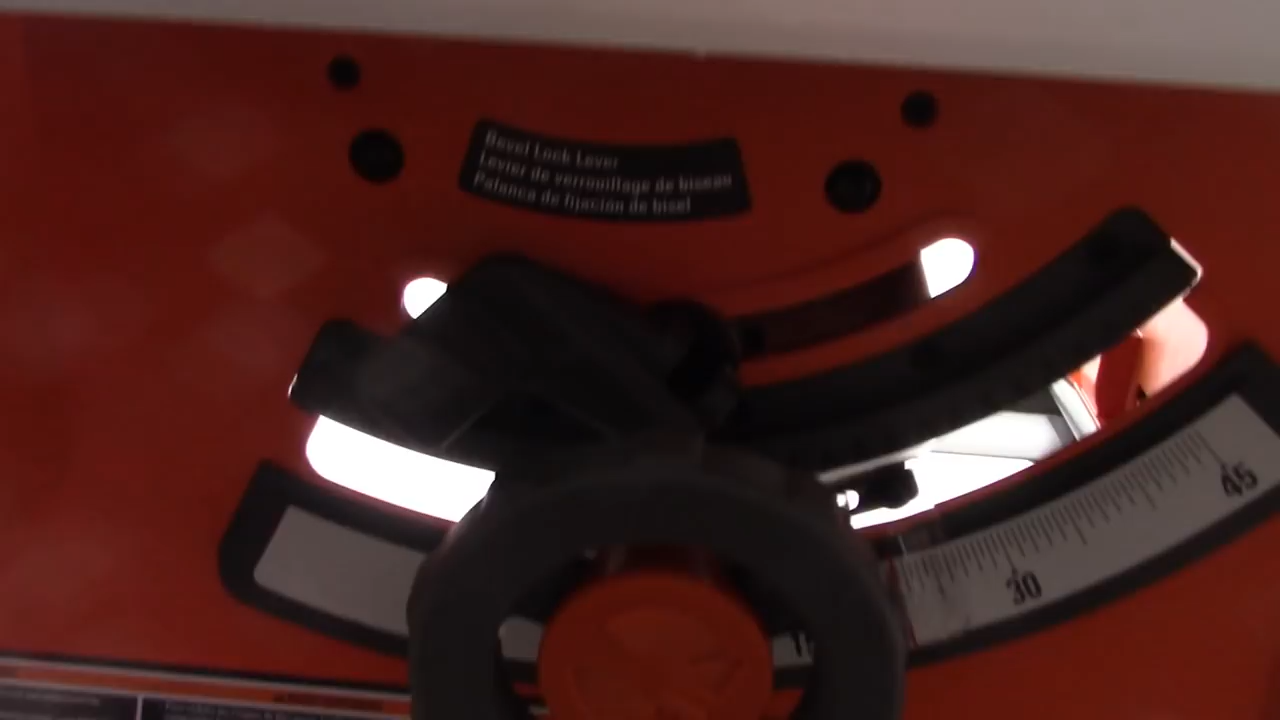 Bevel Lock Lever
Levier de verrouillage de biseau
Palanca de fijación de bisel
45
30